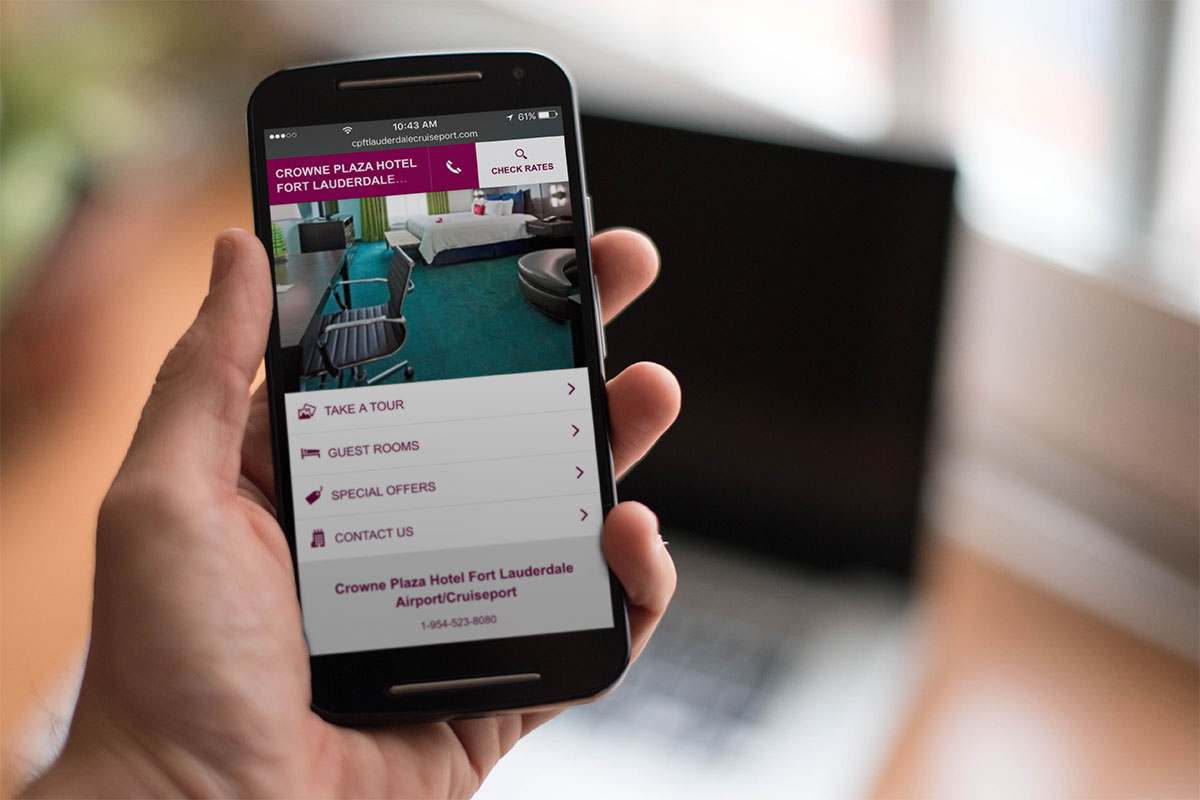 10:43 AM
61%
cpftlauderdalecruiseport.com
CROWNE PLAZA HOTEL
FORT LAUDERDALE...
CHECK RATES
TAKE A TOUR
GUEST ROOMS
SPECIAL OFFERS
CONTACT US
Crowne Plaza Hotel Fort Lauderdale
Airport/Cruiseport
1-954-523-8080